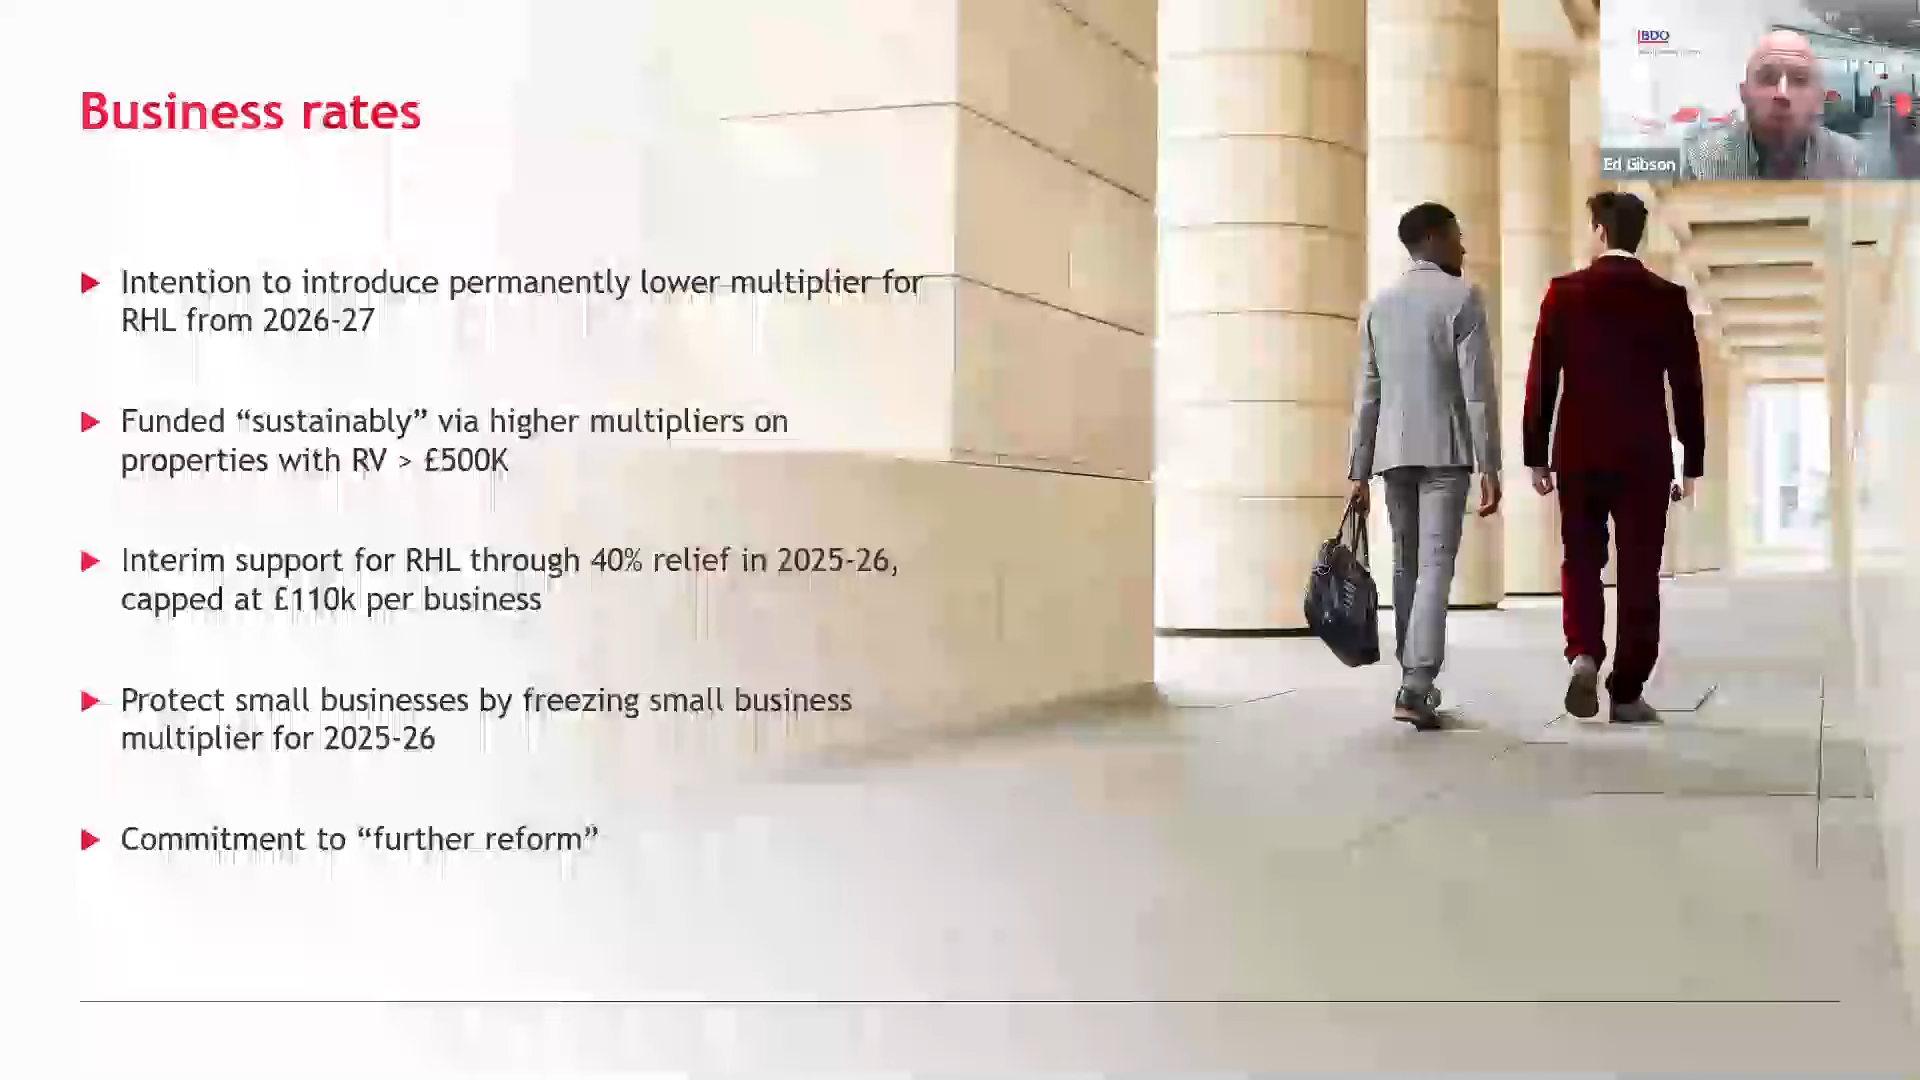 BDO
Ed Gibson
Business rates
Intention to introduce permanently lower multiplier for
RHL from 2026-27
Funded “sustainably” via higher multipliers on
properties with RV > £500K
Interim support for RHL through 40% relief in 2025-26,
capped at £110k per business
Protect small businesses by freezing small business
multiplier for 2025-26
Commitment to “further reform”